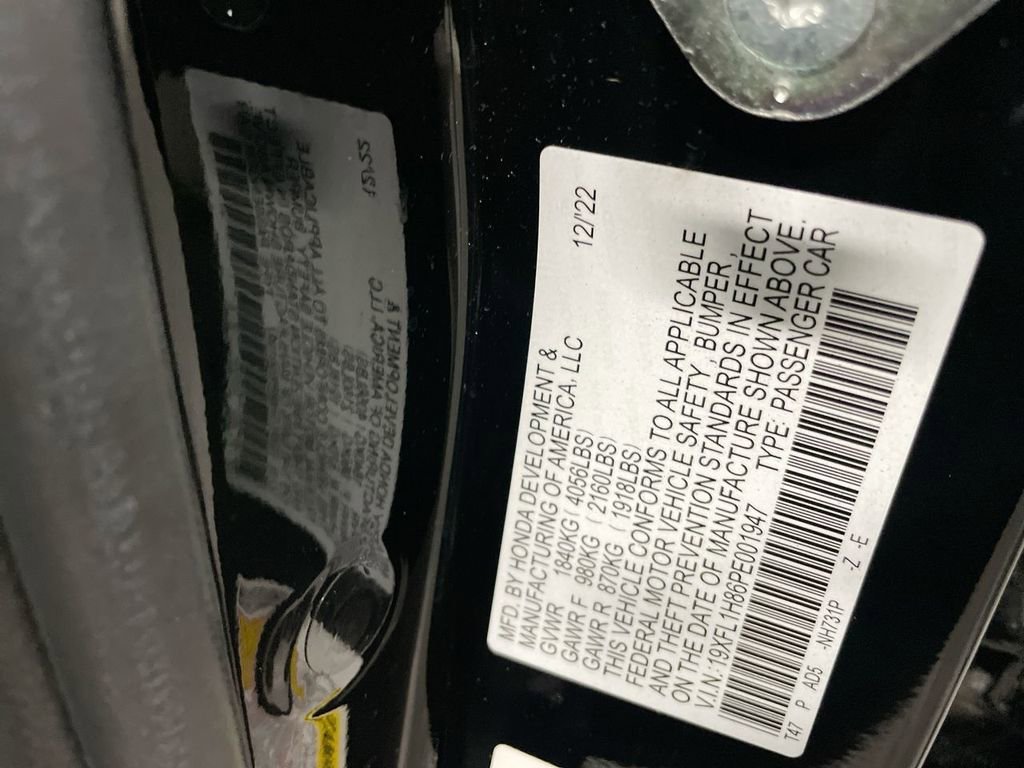 MFD. BY HONDA DEVELOPMENT &
MANUFACTURING OF AMERICA, LLC 12/'22
GVWR 1840KG ( 4056LBS)
GAWR F 980KG ( 2160LBS)
GAWR R 870KG ( 1918LBS)
THIS VEHICLE CONFORMS TO ALL APPLICABLE
FEDERAL MOTOR VEHICLE SAFETY, BUMPER,
AND THEFT PREVENTION STANDARDS IN EFFECT
ON THE DATE OF MANUFACTURE SHOWN ABOVE.
V.I.N.:19XFL1H86PE001947 TYPE: PASSENGER CAR
T47 P AD5 -NH731P -Z -E